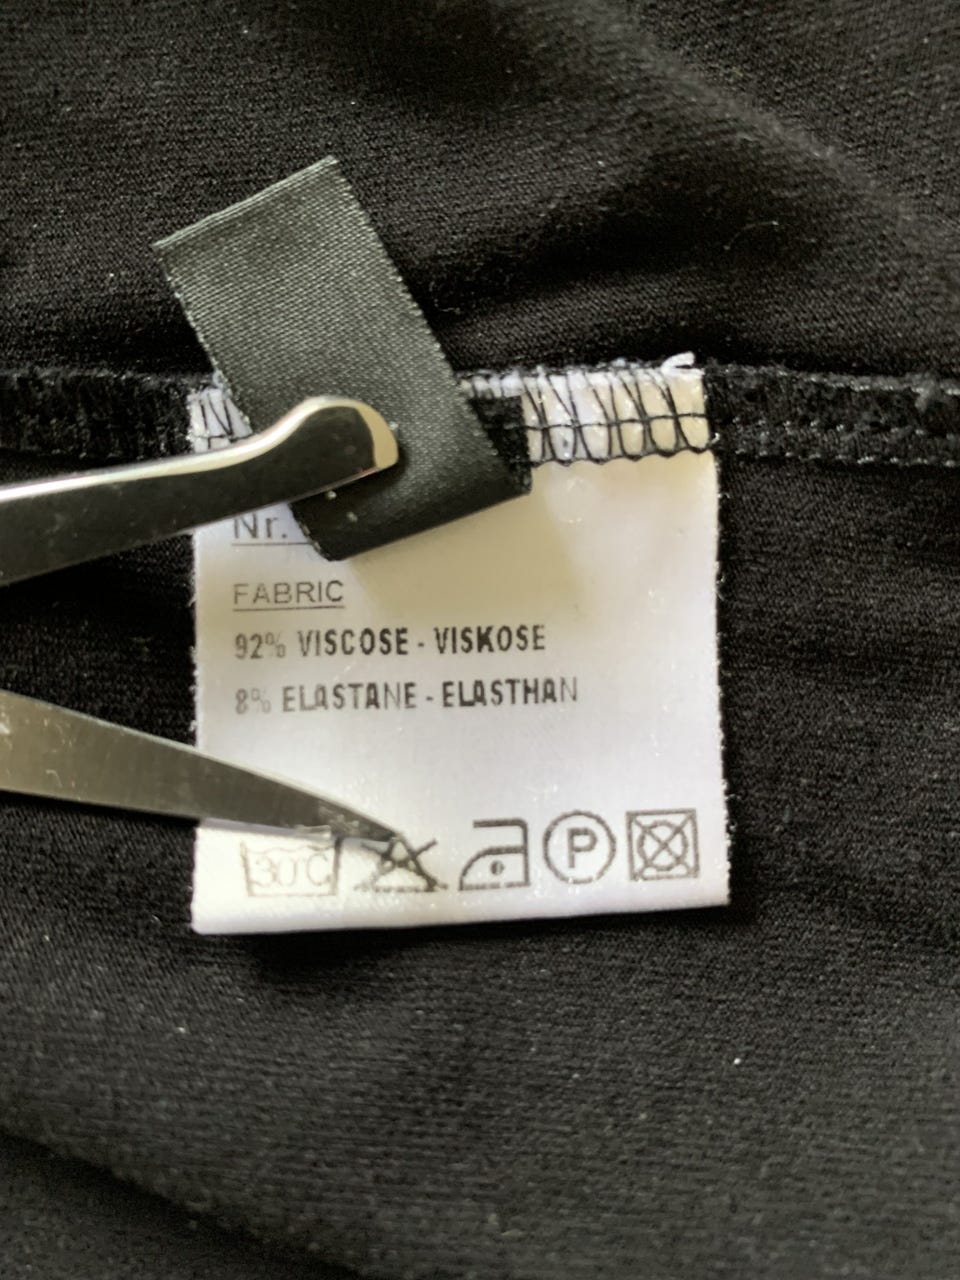 Nr.
FABRIC
92% VISCOSE - VISKOSE
8% ELASTANE - ELASTHAN
30°C P